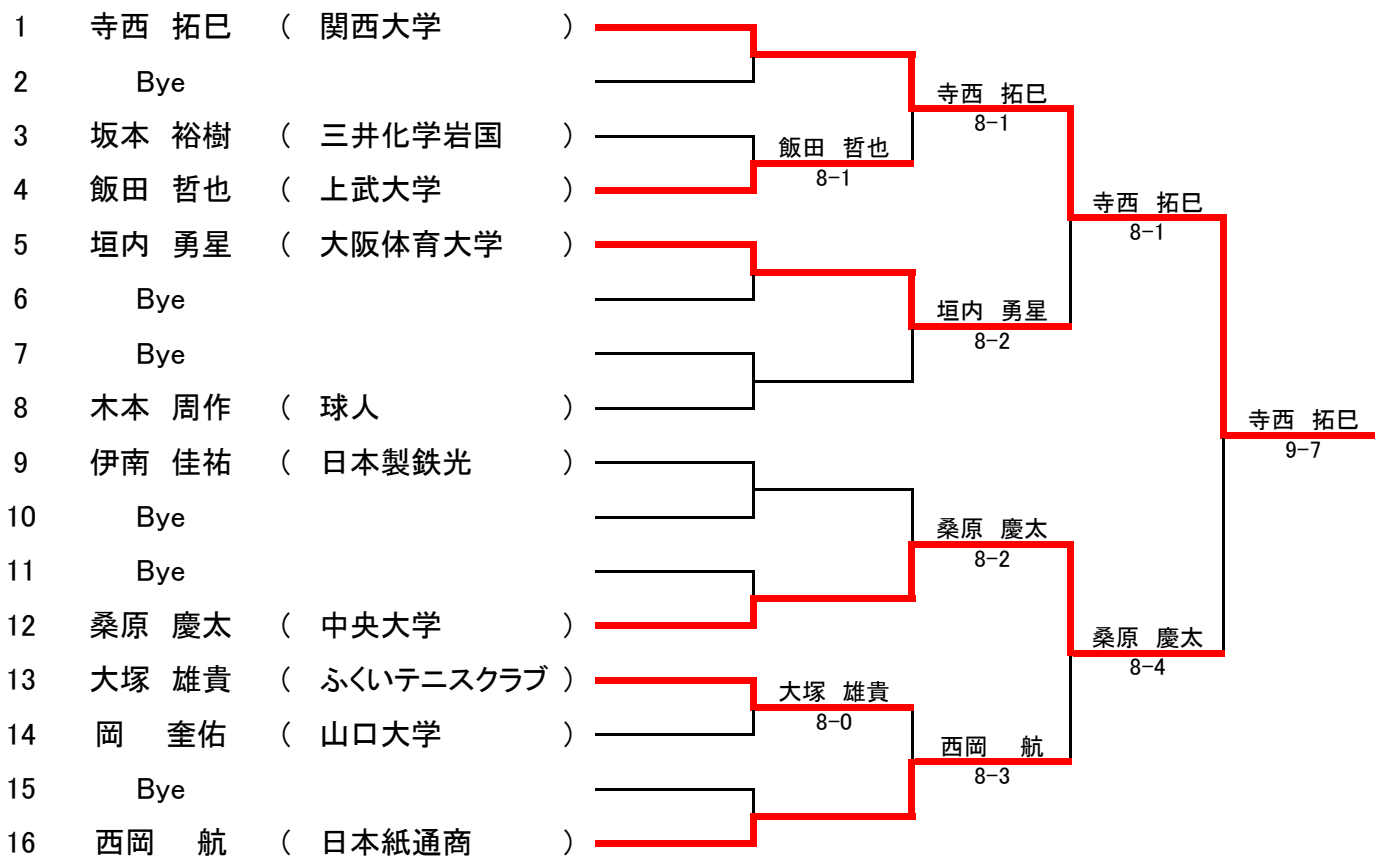 1 寺西 拓巳 ( 関西大学 )
2 Bye
3 坂本 裕樹 ( 三井化学岩国 )
4 飯田 哲也 ( 上武大学 )
5 垣内 勇星 ( 大阪体育大学 )
6 Bye
7 Bye
8 木本 周作 ( 球人 )
9 伊南 佳祐 ( 日本製鉄光 )
10 Bye
11 Bye
12 桑原 慶太 ( 中央大学 )
13 大塚 雄貴 ( ふくいテニスクラブ )
14 岡 奎佑 ( 山口大学 )
15 Bye
16 西岡 航 ( 日本紙通商 )
飯田 哲也
8-1
大塚 雄貴
8-0
寺西 拓巳
8-1
垣内 勇星
8-2
桑原 慶太
8-2
西岡 航
8-3
寺西 拓巳
8-1
桑原 慶太
8-4
寺西 拓巳
9-7